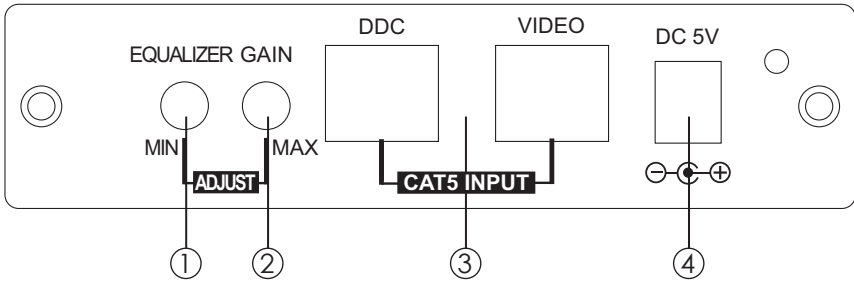 DDC VIDEO DC 5V
EQUALIZER GAIN
MIN MAX
ADJUST CAT5 INPUT
− +
① ② ③ ④